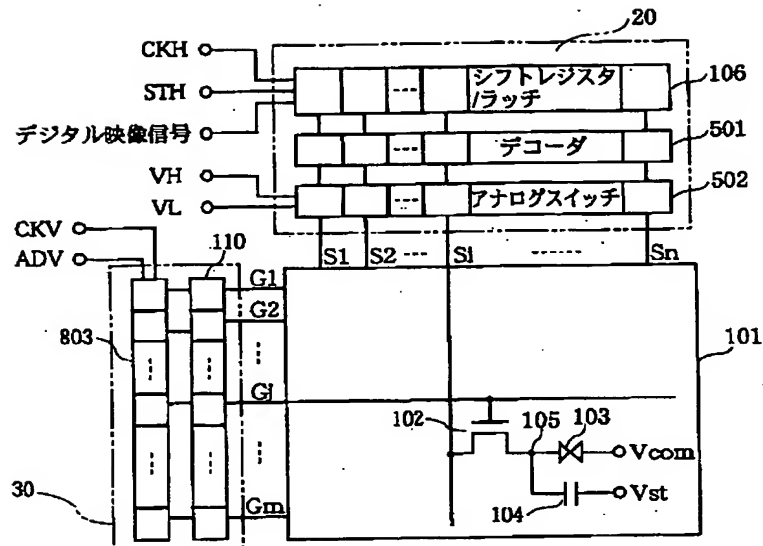 20
CKH
STH
デジタル映像信号
シフトレジスタ
/ラッチ
106
デコーダ
501
VH
VL
アナログスイッチ
502
CKV
ADV
110
S1 S2 Si Sn
G1
G2
803
101
Gj
102
105
103
Vcom
104
Vst
30
Gm